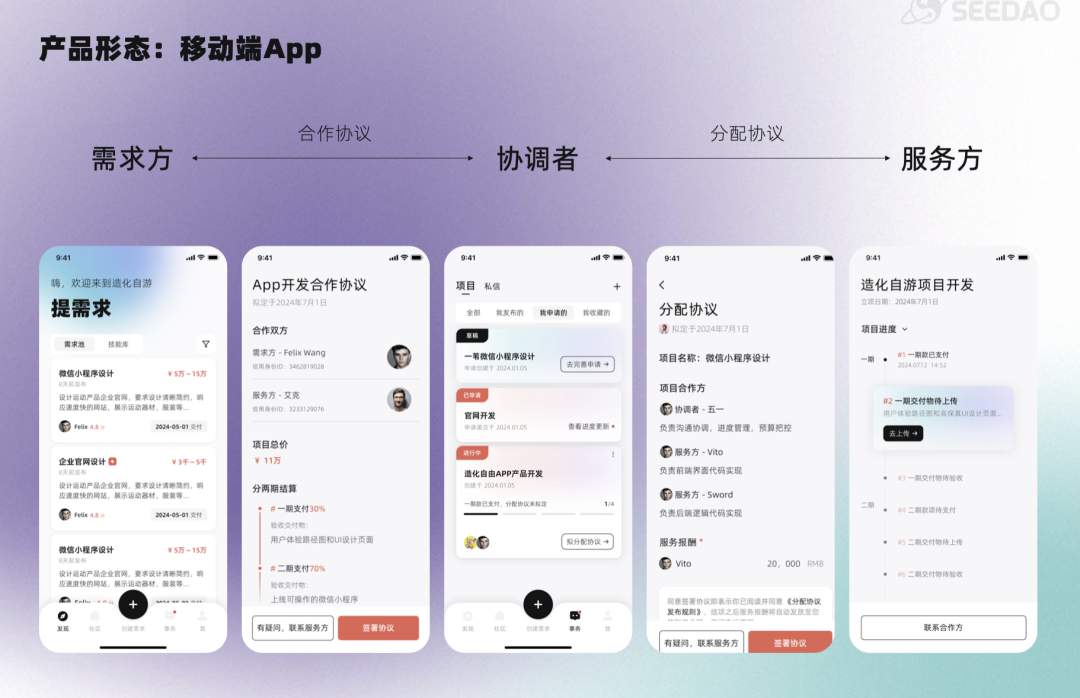 SEEDAO
产品形态：移动端App
合作协议
分配协议
需求方
协调者
服务方
9:41
嗨，欢迎来到造化自游
提需求
需求池
技能库
微信小程序设计
¥ 5万 ~ 15万
8天前发布
设计运动产品企业官网，要求设计清晰简约，响
应速度快的网站，展示运动器材、服装等...
Felix 4.8
2024-05-01 交付
企业官网设计
¥ 3千 ~ 5千
8天前发布
设计运动产品企业官网，要求设计清晰简约，响
应速度快的网站，展示运动器材、服装等...
Felix 4.8
2024-05-01 交付
微信小程序设计
¥ 5万 ~ 15万
8天前发布
设计运动产品企业官网，要求设计清晰简约，响
应速度快的网站，展示运动器材、服装等...
发现
社区
创建需求
事务
我
9:41
App开发合作协议
拟定于2024年7月1日
合作双方
需求方 - Felix Wang
信用身份ID: 3462819028
服务方 - 艾克
信用身份ID: 3233129076
项目总价
¥ 11万
分两期结算
# 一期支付30%
验收交付物:
用户体验路径图和UI设计页面
# 二期支付70%
验收交付物:
上线可操作的微信小程序
有疑问，联系服务方
签署协议
9:41
项目
私信
+
全部
我发布的
我申请的
我收藏的
草稿
一苇微信小程序设计
申请创建于 2024.01.05
去完善申请 →
已申请
官网开发
申请递交于 2024.01.05
查看进度更新
进行中
造化自由APP产品开发
创建于 2024.01.05
一期款已支付，分配协议未拟定
1/4
拟分配协议 →
发现
社区
创建需求
事务
我
9:41
分配协议
拟定于2024年7月1日
项目名称：微信小程序设计
项目合作方
协调者 - 五一
负责沟通协调，进度管理，预算把控
服务方 - Vito
负责前端界面代码实现
服务方 - Sword
负责后端逻辑代码实现
服务报酬 *
Vito
20，000 RMB
同意签署协议即表示你已阅读并同意《分配协议
发布规则》，结项之后服务报酬将自动发放至您
有疑问，联系服务方
签署协议
9:41
造化自游项目开发
立项日期：2024年7月1日
项目进度
一期
#1 一期款已支付
2024.07.12 14:52
#2 一期交付物待上传
用户体验路径图和高保真UI设计页面...
去上传 →
#3 一期交付物待验收
二期
#4 二期款项待支付
#5 二期交付物待上传
#6 二期交付物待验收
联系合作方